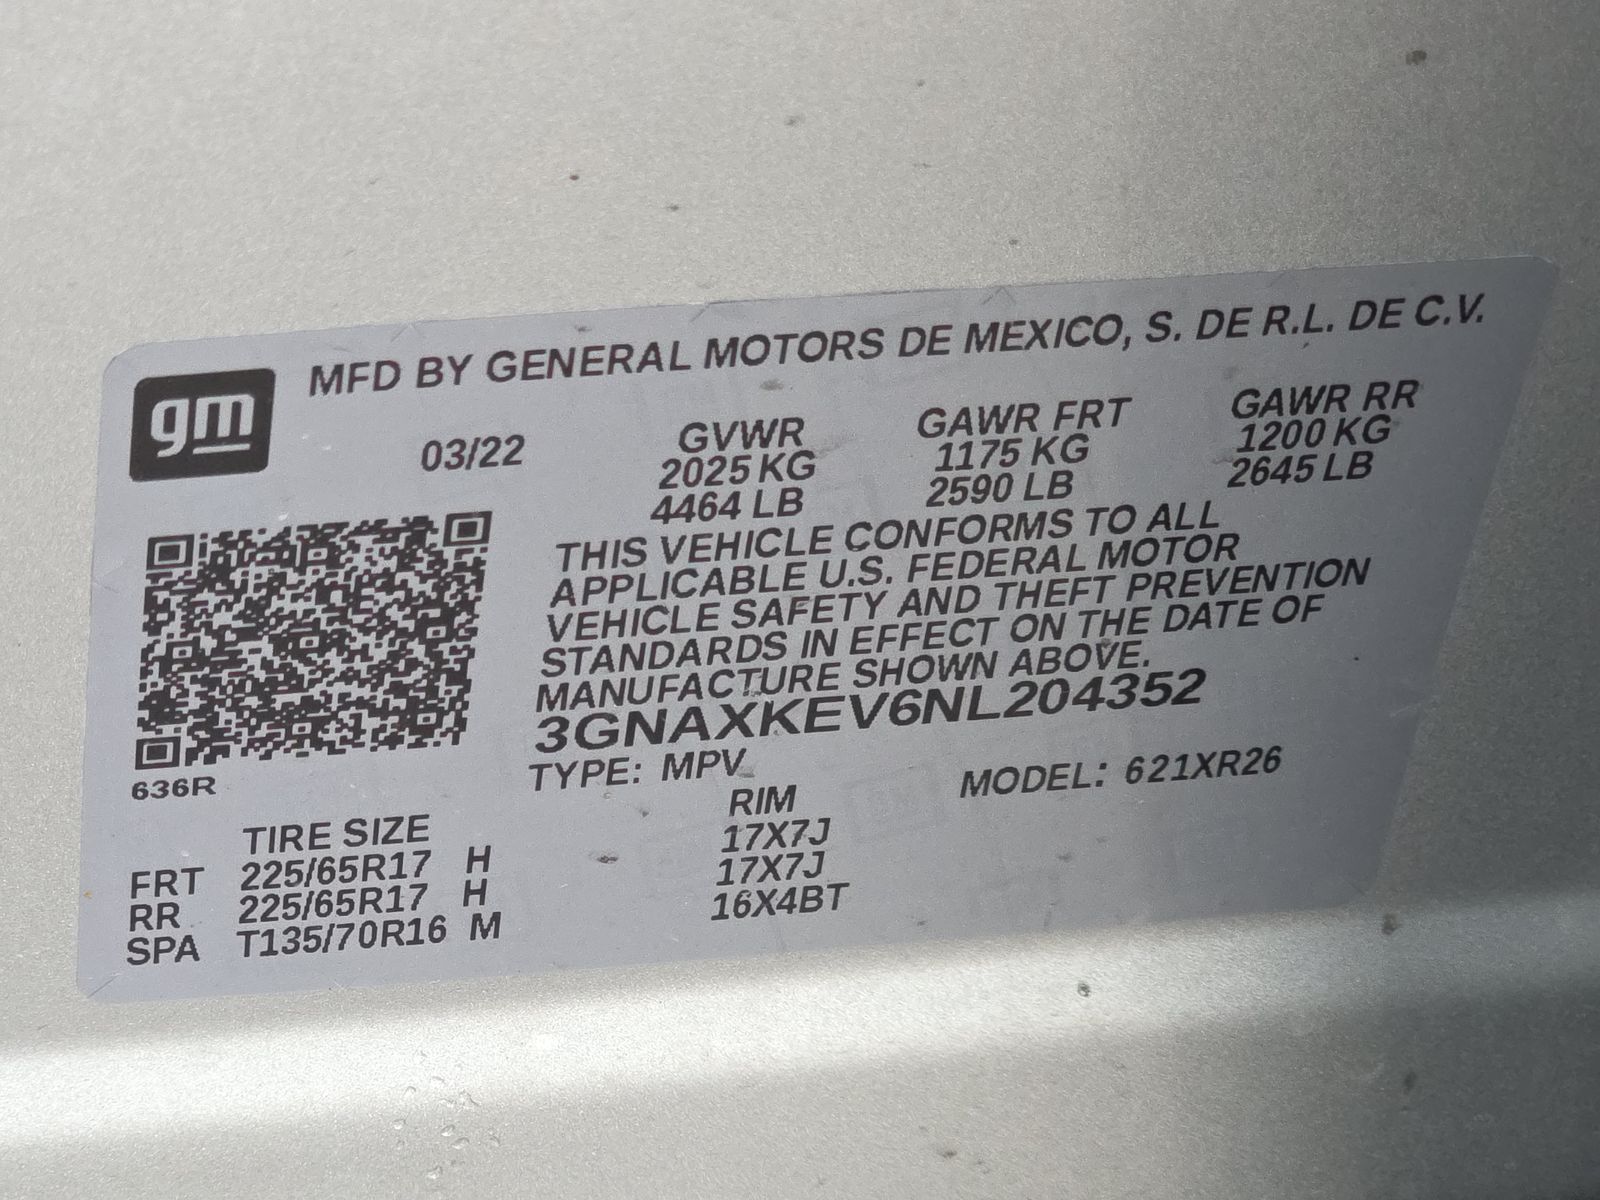 gm
MFD BY GENERAL MOTORS DE MEXICO, S. DE R.L. DE C.V.
03/22 GVWR GAWR FRT GAWR RR
2025 KG 1175 KG 1200 KG
4464 LB 2590 LB 2645 LB
THIS VEHICLE CONFORMS TO ALL
APPLICABLE U.S. FEDERAL MOTOR
VEHICLE SAFETY AND THEFT PREVENTION
STANDARDS IN EFFECT ON THE DATE OF
MANUFACTURE SHOWN ABOVE.
3GNAXKEV6NL204352
636R
TYPE: MPV MODEL: 621XR26
TIRE SIZE RIM
FRT 225/65R17 H 17X7J
RR 225/65R17 H 17X7J
SPA T135/70R16 M 16X4BT